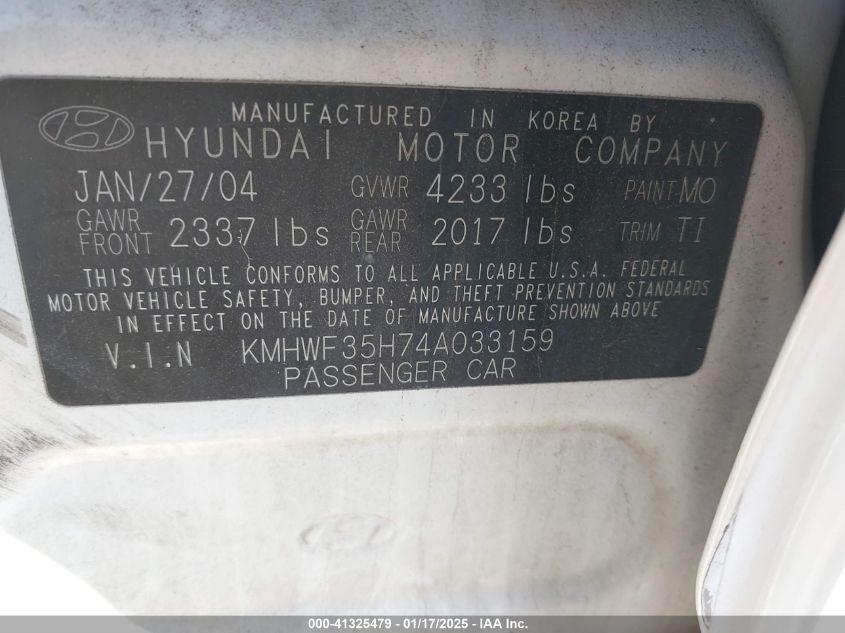 MANUFACTURED IN KOREA BY
HYUNDAI MOTOR COMPANY
JAN/27/04 GVWR 4233 lbs PAINT MO
GAWR FRONT 2337 lbs GAWR REAR 2017 lbs TRIM TI
THIS VEHICLE CONFORMS TO ALL APPLICABLE U.S.A. FEDERAL
MOTOR VEHICLE SAFETY, BUMPER, AND THEFT PREVENTION STANDARDS
IN EFFECT ON THE DATE OF MANUFACTURE SHOWN ABOVE
V.I.N KMHWF35H74A033159
PASSENGER CAR
000-41325479 - 01/17/2025 - IAA Inc.